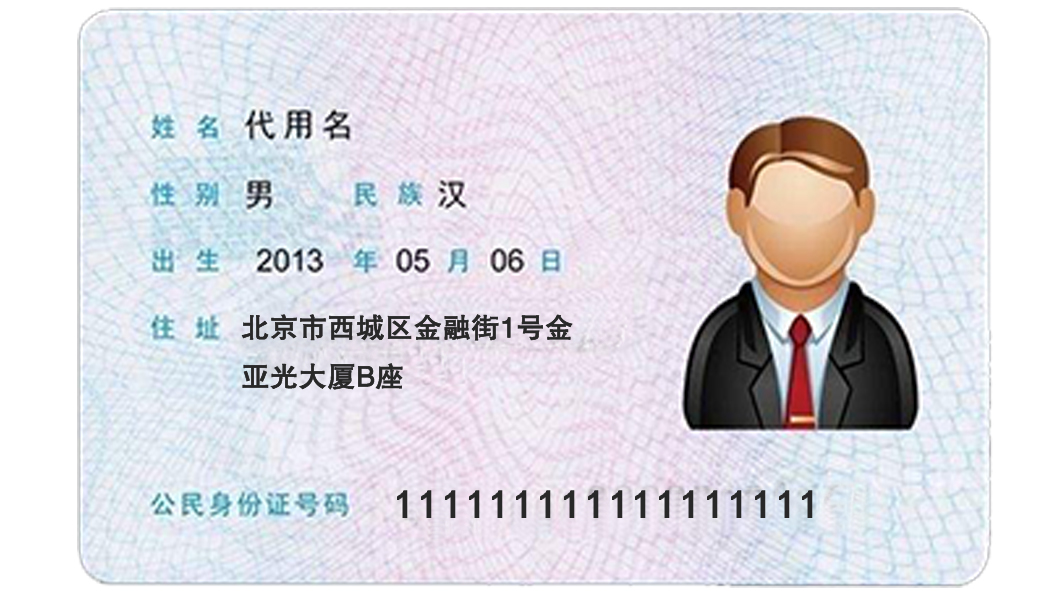 姓名 代用名
性别 男 民族 汉
出生 2013 年 05 月 06 日
住址 北京市西城区金融街1号金
亚光大厦B座
公民身份证号码 111111111111111111